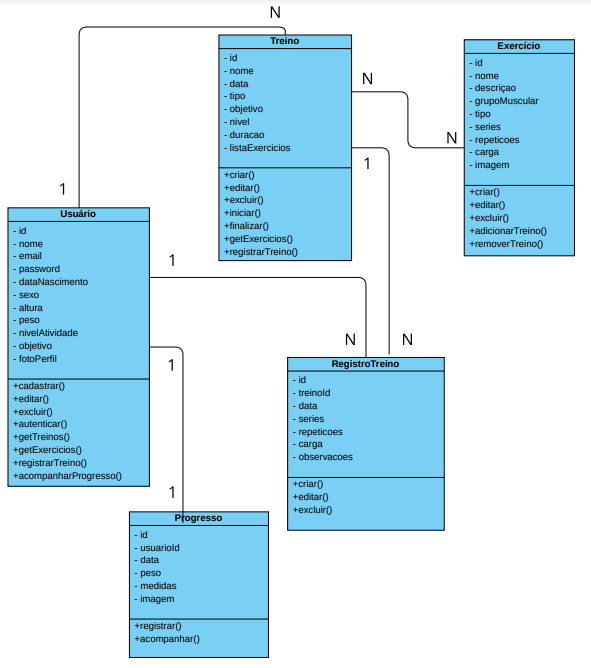 N
Treino
- id
- nome
- data
- tipo
- objetivo
- nivel
- duracao
- listaExercicios
+criar()
+editar()
+excluir()
+iniciar()
+finalizar()
+getExercicios()
+registrarTreino()
N
N
1
Exercício
- id
- nome
- descriçao
- grupoMuscular
- tipo
- series
- repeticoes
- carga
- imagem
+criar()
+editar()
+excluir()
+adicionarTreino()
+removerTreino()
1
Usuário
- id
- nome
- email
- password
- dataNascimento
- sexo
- altura
- peso
- nivelAtividade
- objetivo
- fotoPerfil
+cadastrar()
+editar()
+excluir()
+autenticar()
+getTreinos()
+getExercicios()
+registrarTreino()
+acompanharProgresso()
1
N
N
1
1
RegistroTreino
- id
- treinoId
- data
- series
- repeticoes
- carga
- observacoes
+criar()
+editar()
+excluir()
Progresso
- id
- usuarioId
- data
- peso
- medidas
- imagem
+registrar()
+acompanhar()